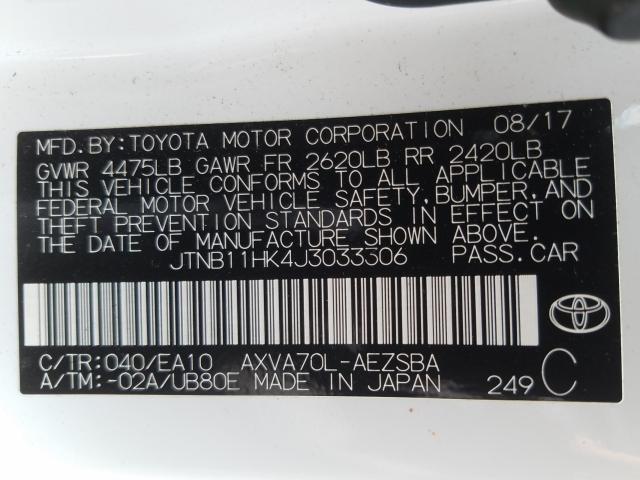 MFD.BY:TOYOTA MOTOR CORPORATION 08/17
GVWR 4475LB GAWR FR 2620LB RR 2420LB
THIS VEHICLE CONFORMS TO ALL APPLICABLE
FEDERAL MOTOR VEHICLE SAFETY,BUMPER,AND
THEFT PREVENTION STANDARDS IN EFFECT ON
THE DATE OF MANUFACTURE SHOWN ABOVE.
JTNB11HK4J3033306 PASS.CAR
C/TR:040/EA10 AXVA70L-AEZSBA
A/TM:-02A/UB80E MADE IN JAPAN 249 C